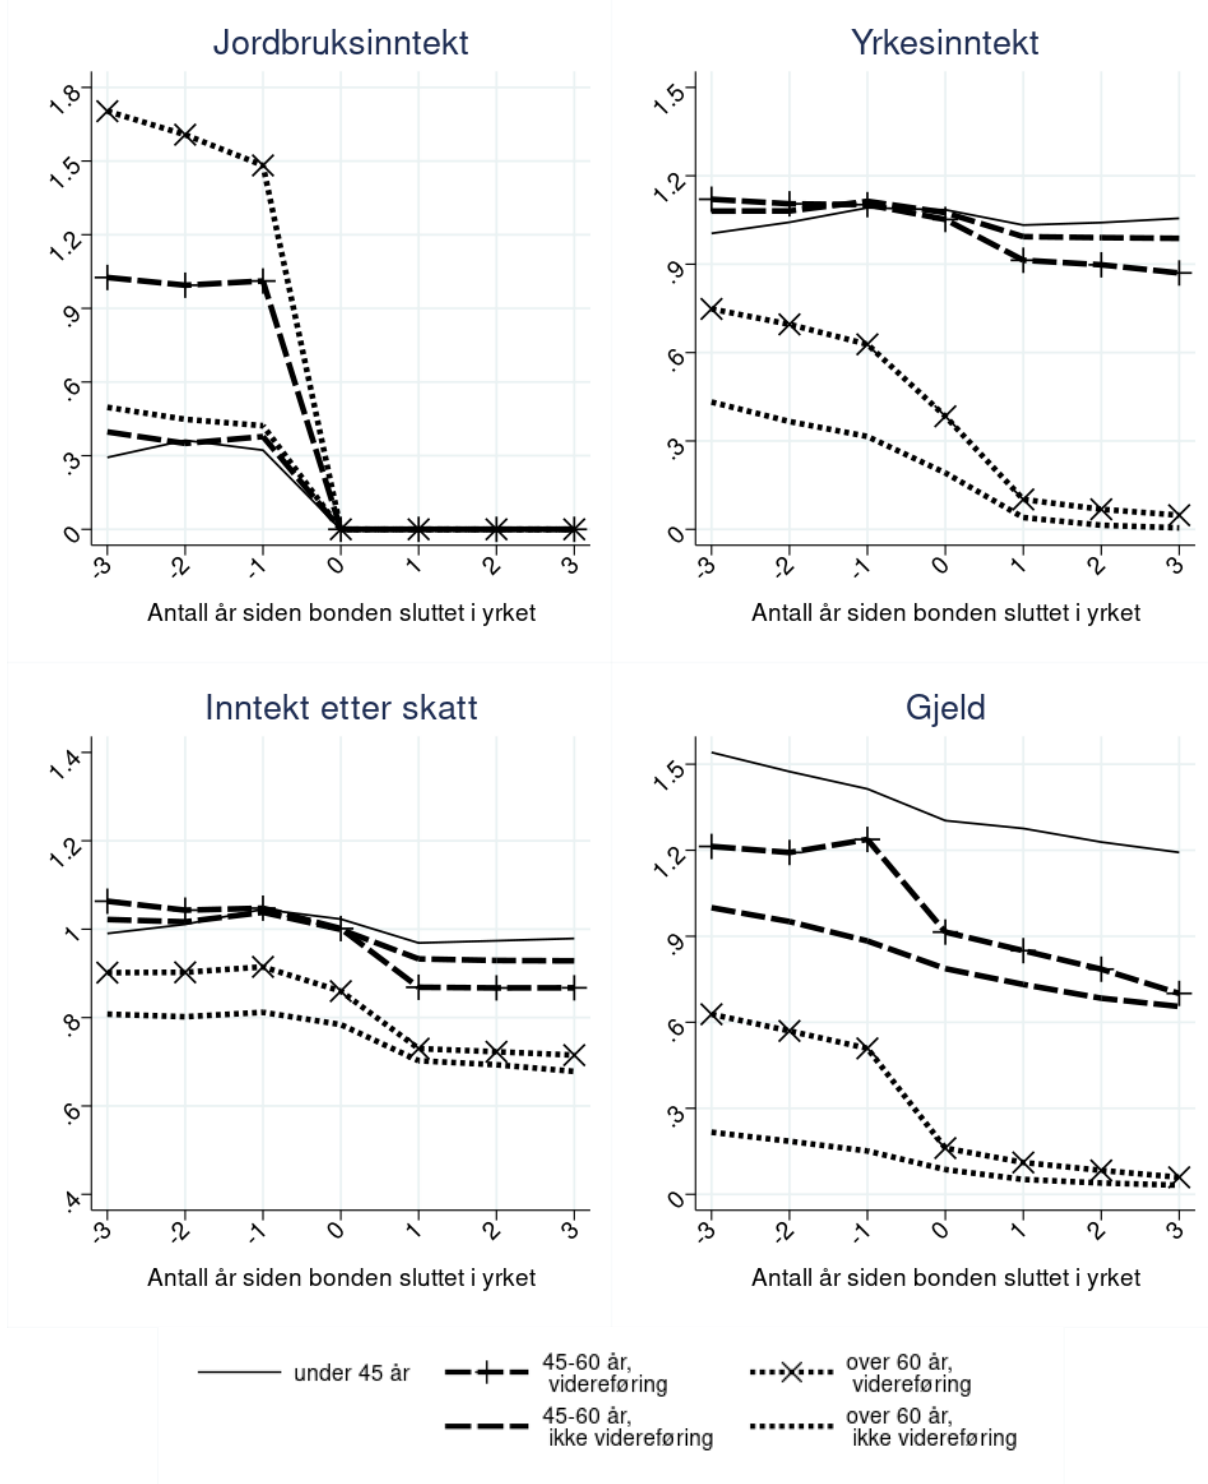 Jordbruksinntekt
1.8
1.5
1.2
.9
.6
.3
0
-3 -2 -1 0 1 2 3
Antall år siden bonden sluttet i yrket
Yrkesinntekt
1.5
1.2
.9
.6
.3
0
-3 -2 -1 0 1 2 3
Antall år siden bonden sluttet i yrket
Inntekt etter skatt
1.4
1.2
1
.8
.6
.4
-3 -2 -1 0 1 2 3
Antall år siden bonden sluttet i yrket
Gjeld
1.5
1.2
.9
.6
.3
0
-3 -2 -1 0 1 2 3
Antall år siden bonden sluttet i yrket
under 45 år
45-60 år,
videreføring
over 60 år,
videreføring
45-60 år,
ikke videreføring
over 60 år,
ikke videreføring